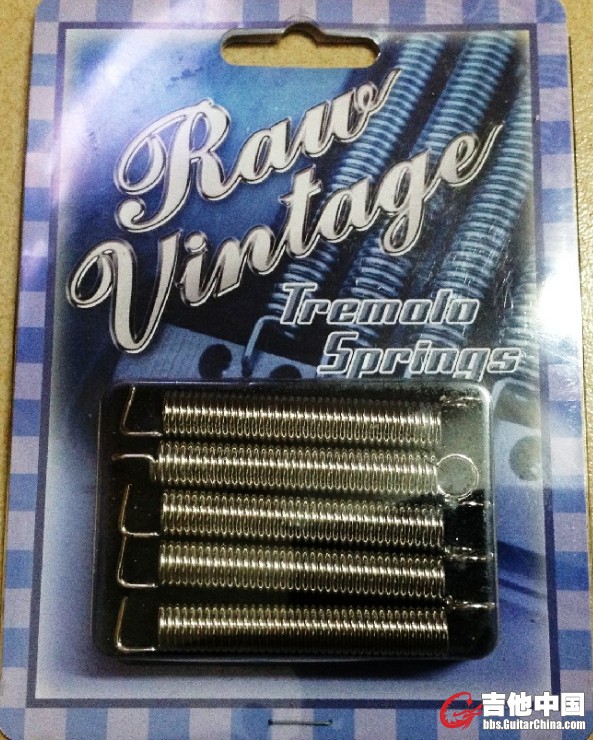 Raw
Vintage
Tremolo
Springs
吉他中国
bbs.GuitarChina.com